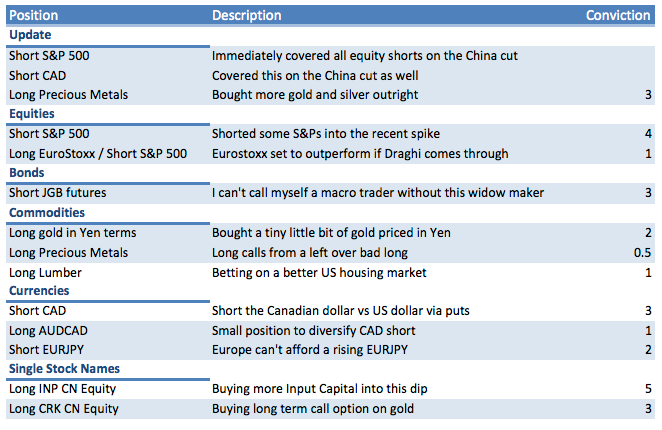 Position Description Conviction
Update
Short S&P 500 Immediately covered all equity shorts on the China cut
Short CAD Covered this on the China cut as well
Long Precious Metals Bought more gold and silver outright 3
Equities
Short S&P 500 Shorted some S&Ps into the recent spike 4
Long EuroStoxx / Short S&P 500 Eurostoxx set to outperform if Draghi comes through 1
Bonds
Short JGB futures I can't call myself a macro trader without this widow maker 3
Commodities
Long gold in Yen terms Bought a tiny little bit of gold priced in Yen 2
Long Precious Metals Long calls from a left over bad long 0.5
Long Lumber Betting on a better US housing market 1
Currencies
Short CAD Short the Canadian dollar vs US dollar via puts 3
Long AUDCAD Small position to diversify CAD short 1
Short EURJPY Europe can't afford a rising EURJPY 2
Single Stock Names
Long INP CN Equity Buying more Input Capital into this dip 5
Long CRK CN Equity Buying long term call option on gold 3